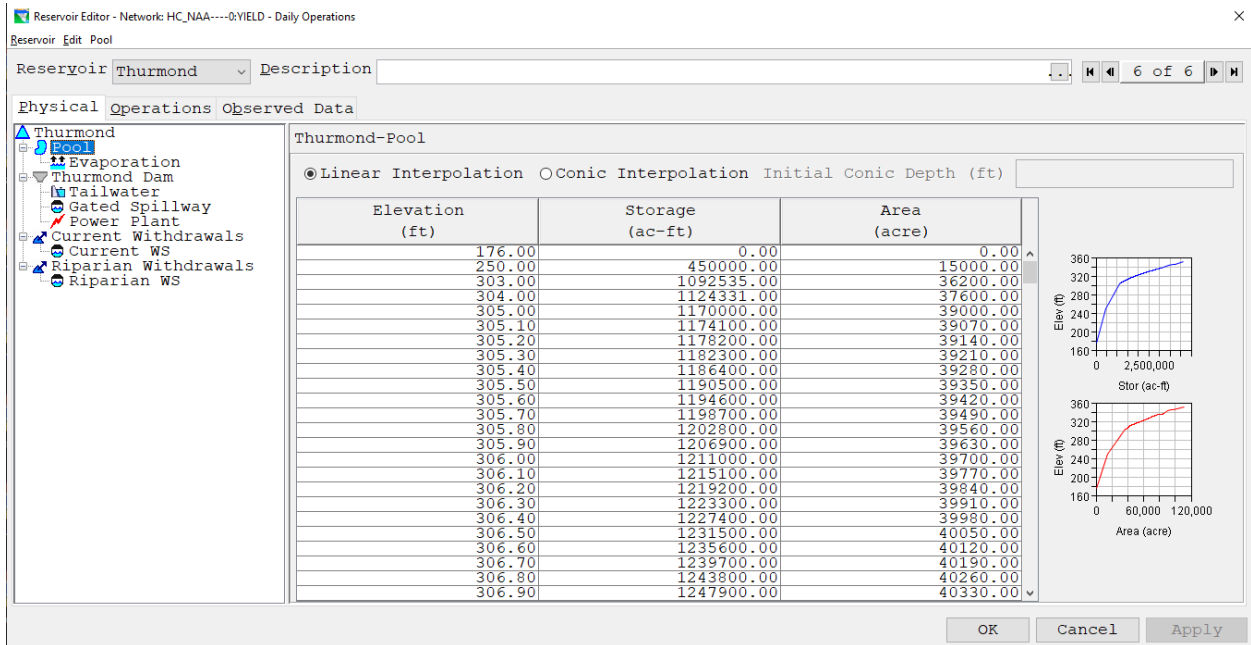 Reservoir Editor - Network: HC_NAA----0:YIELD - Daily Operations
Reservoir Edit Pool
Reservoir Thurmond Description ... 6 of 6
Physical Operations Observed Data
Thurmond
Pool
Evaporation
Thurmond Dam
Tailwater
Gated Spillway
Power Plant
Current Withdrawals
Current WS
Riparian Withdrawals
Riparian WS
Thurmond-Pool
Linear Interpolation Conic Interpolation Initial Conic Depth (ft)
Elevation Storage Area
(ft) (ac-ft) (acre)
176.00 0.00 0.00
250.00 450000.00 15000.00
303.00 1092535.00 36200.00
304.00 1124331.00 37600.00
305.00 1170000.00 39000.00
305.10 1174100.00 39070.00
305.20 1178200.00 39140.00
305.30 1182300.00 39210.00
305.40 1186400.00 39280.00
305.50 1190500.00 39350.00
305.60 1194600.00 39420.00
305.70 1198700.00 39490.00
305.80 1202800.00 39560.00
305.90 1206900.00 39630.00
306.00 1211000.00 39700.00
306.10 1215100.00 39770.00
306.20 1219200.00 39840.00
306.30 1223300.00 39910.00
306.40 1227400.00 39980.00
306.50 1231500.00 40050.00
306.60 1235600.00 40120.00
306.70 1239700.00 40190.00
306.80 1243800.00 40260.00
306.90 1247900.00 40330.00
360
320
280
240
200
160
Elev (ft)
0 2,500,000
Stor (ac-ft)
360
320
280
240
200
160
Elev (ft)
0 60,000 120,000
Area (acre)
OK Cancel Apply